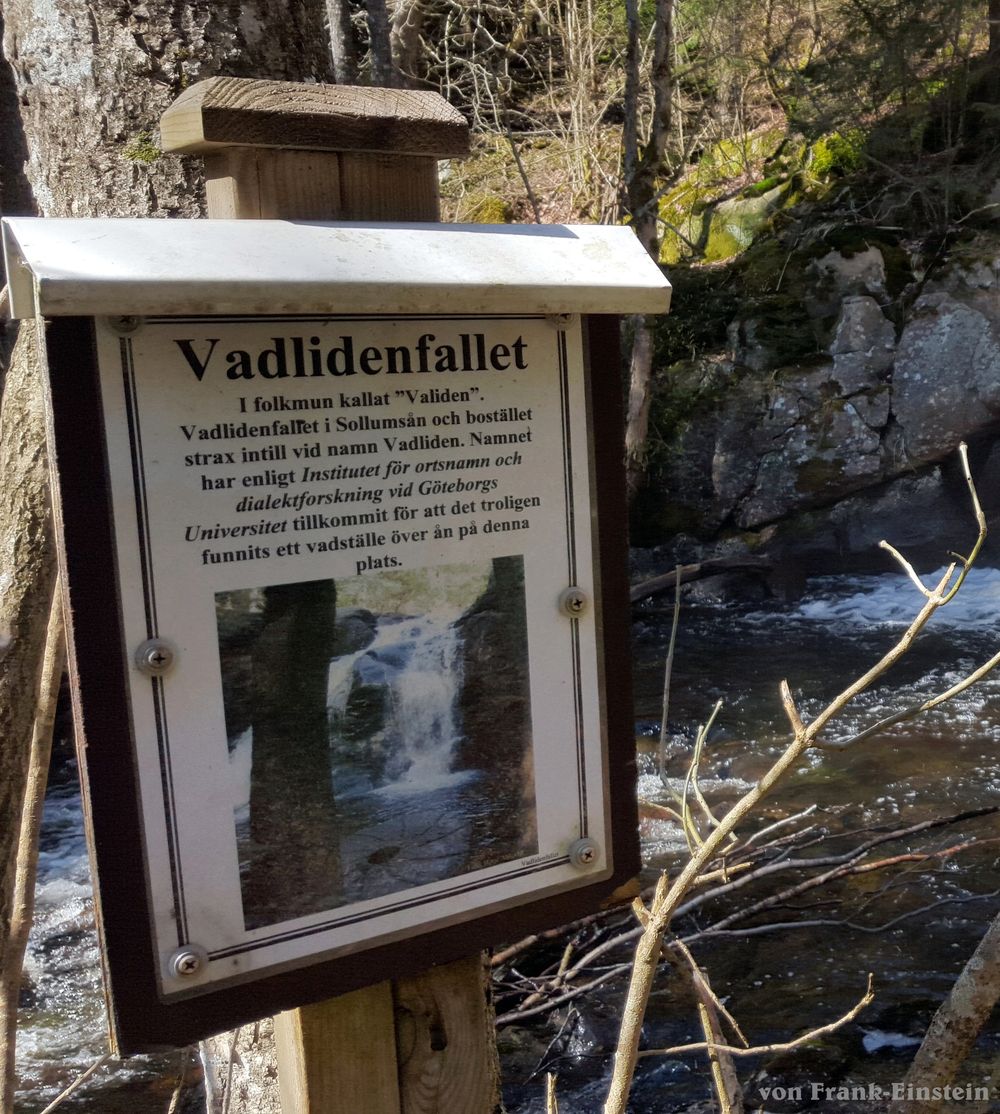 Vadlidenfallet
I folkmun kallat ”Validen”.
Vadlidenfallet i Sollumsån och bostället
strax intill vid namn Vadliden. Namnet
har enligt Institutet för ortsnamn och
dialektforskning vid Göteborgs
Universitet tillkommit för att det troligen
funnits ett vadställe över ån på denna
plats.
Vadlidenfallet
von Frank-Einstein